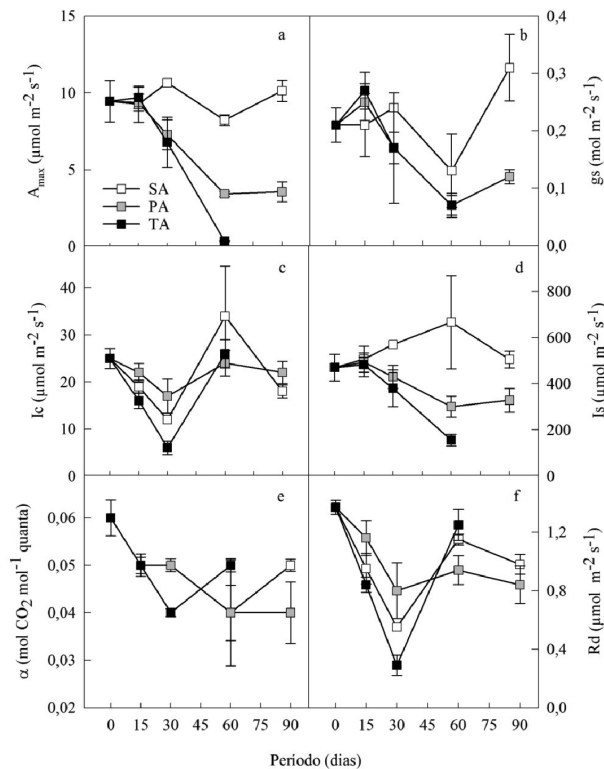 a
b
15
10
5
0
A max (µmol m⁻² s⁻¹)
SA
PA
TA
0,4
0,3
0,2
0,1
0,0
gs (mol m⁻² s⁻¹)
c
d
40
30
20
10
0
Ic (µmol m⁻² s⁻¹)
800
600
400
200
0
Is (µmol m⁻² s⁻¹)
e
f
0,06
0,05
0,04
0,03
0,02
α (mol CO₂ mol⁻¹ quanta)
1,2
0,8
0,4
0,0
Rd (µmol m⁻² s⁻¹)
0 15 30 45 60 90
0 15 30 45 60 90
Período (dias)